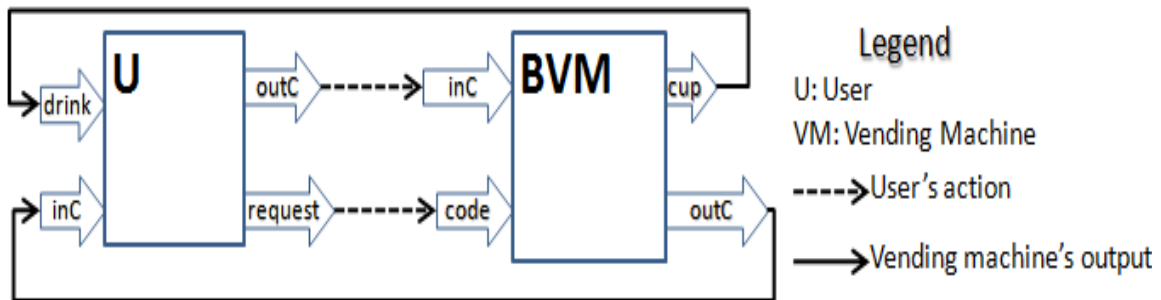 U
BVM
drink
outC
inC
cup
inC
request
code
outC
Legend
U: User
VM: Vending Machine
User's action
Vending machine's output